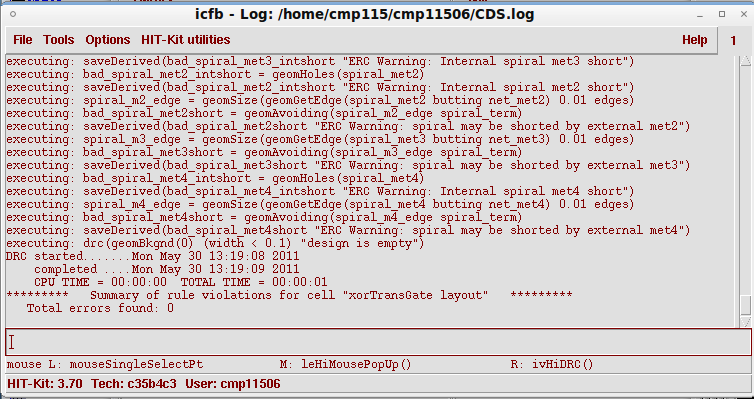 icfb - Log: /home/cmp115/cmp11506/CDS.log
File Tools Options HIT-Kit utilities Help 1
executing: saveDerived(bad_spiral_met3_intshort "ERC Warning: Internal spiral met3 short")
executing: bad_spiral_met2_intshort = geomHoles(spiral_met2)
executing: saveDerived(bad_spiral_met2_intshort "ERC Warning: Internal spiral met2 short")
executing: spiral_m2_edge = geomSize(geomGetEdge(spiral_met2 butting net_met2) 0.01 edges)
executing: bad_spiral_met2short = geomAvoiding(spiral_m2_edge spiral_term)
executing: saveDerived(bad_spiral_met2short "ERC Warning: spiral may be shorted by external met2")
executing: spiral_m3_edge = geomSize(geomGetEdge(spiral_met3 butting net_met3) 0.01 edges)
executing: bad_spiral_met3short = geomAvoiding(spiral_m3_edge spiral_term)
executing: saveDerived(bad_spiral_met3short "ERC Warning: spiral may be shorted by external met3")
executing: bad_spiral_met4_intshort = geomHoles(spiral_met4)
executing: saveDerived(bad_spiral_met4_intshort "ERC Warning: Internal spiral met4 short")
executing: spiral_m4_edge = geomSize(geomGetEdge(spiral_met4 butting net_met4) 0.01 edges)
executing: bad_spiral_met4short = geomAvoiding(spiral_m4_edge spiral_term)
executing: saveDerived(bad_spiral_met4short "ERC Warning: spiral may be shorted by external met4")
executing: drc(geomBkgnd(0) (width < 0.1) "design is empty")
DRC started.......Mon May 30 13:19:08 2011
completed ....Mon May 30 13:19:09 2011
CPU TIME = 00:00:00 TOTAL TIME = 00:00:01
********* Summary of rule violations for cell "xorTransGate layout" *********
Total errors found: 0
mouse L: mouseSingleSelectPt M: leHiMousePopUp() R: ivHiDRC()
HIT-Kit: 3.70 Tech: c35b4c3 User: cmp11506